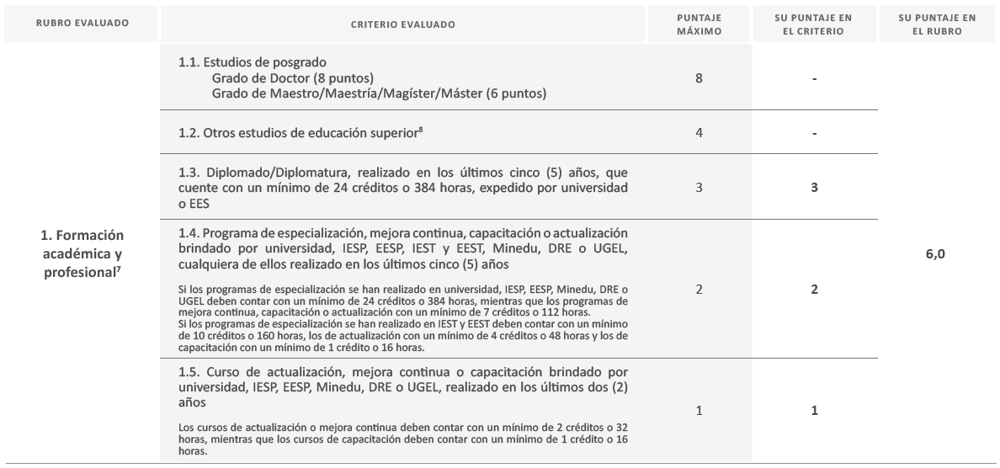 RUBRO EVALUADO
CRITERIO EVALUADO
PUNTAJE
MÁXIMO
SU PUNTAJE EN
EL CRITERIO
SU PUNTAJE EN
EL RUBRO
1. Formación
académica y
profesional⁷
1.1. Estudios de posgrado
Grado de Doctor (8 puntos)
Grado de Maestro/Maestría/Magíster/Máster (6 puntos)
8
-
1.2. Otros estudios de educación superior⁸
4
-
1.3. Diplomado/Diplomatura, realizado en los últimos cinco (5) años, que
cuente con un mínimo de 24 créditos o 384 horas, expedido por universidad
o EES
3
3
1.4. Programa de especialización, mejora continua, capacitación o actualización
brindado por universidad, IESP, EESP, IEST y EEST, Minedu, DRE o UGEL,
cualquiera de ellos realizado en los últimos cinco (5) años
Si los programas de especialización se han realizado en universidad, IESP, EESP, Minedu, DRE o
UGEL deben contar con un mínimo de 24 créditos o 384 horas, mientras que los programas de
mejora continua, capacitación o actualización con un mínimo de 7 créditos o 112 horas.
Si los programas de especialización se han realizado en IEST y EEST deben contar con un mínimo
de 10 créditos o 160 horas, los de actualización con un mínimo de 4 créditos o 48 horas y los de
capacitación con un mínimo de 1 crédito o 16 horas.
2
2
1.5. Curso de actualización, mejora continua o capacitación brindado por
universidad, IESP, EESP, Minedu, DRE o UGEL, realizado en los últimos dos (2)
años
Los cursos de actualización o mejora continua deben contar con un mínimo de 2 créditos o 32
horas, mientras que los cursos de capacitación deben contar con un mínimo de 1 crédito o 16
horas.
1
1
6,0